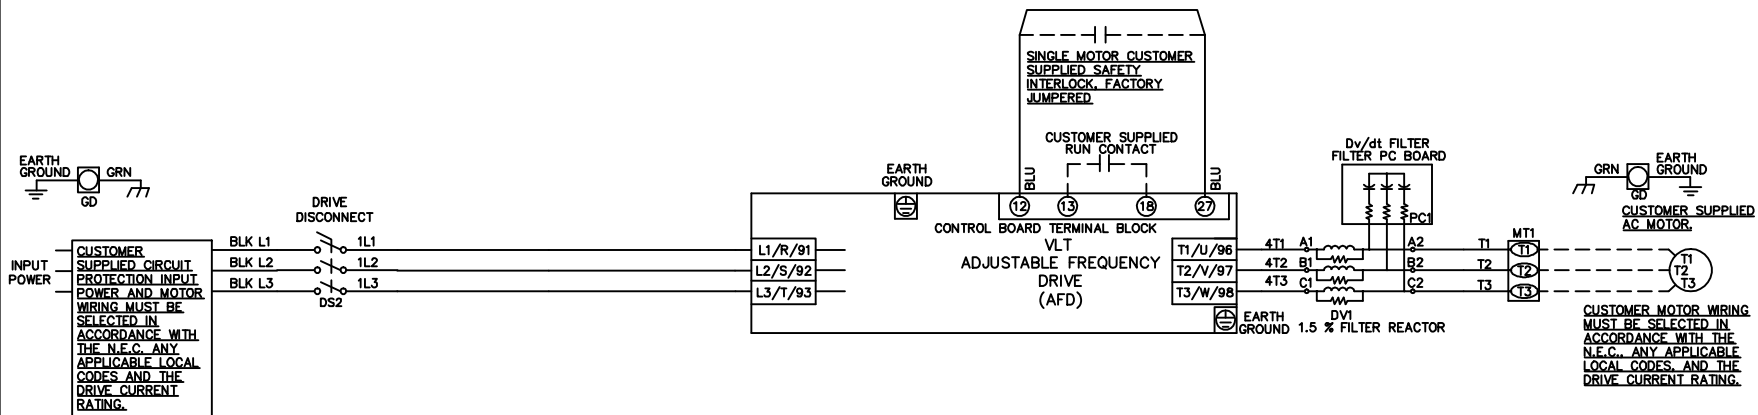 SINGLE MOTOR CUSTOMER
SUPPLIED SAFETY
INTERLOCK, FACTORY
JUMPERED
CUSTOMER SUPPLIED
RUN CONTACT
BLU
BLU
12
13
18
27
EARTH
GROUND
CONTROL BOARD TERMINAL BLOCK
VLT
ADJUSTABLE FREQUENCY
DRIVE
(AFD)
EARTH
GROUND
GRN
GD
DRIVE
DISCONNECT
INPUT
POWER
CUSTOMER
SUPPLIED CIRCUIT
PROTECTION INPUT
POWER AND MOTOR
WIRING MUST BE
SELECTED IN
ACCORDANCE WITH
THE N.E.C. ANY
APPLICABLE LOCAL
CODES AND THE
DRIVE CURRENT
RATING.
BLK L1
1L1
BLK L2
1L2
BLK L3
1L3
DS2
L1/R/91
L2/S/92
L3/T/93
T1/U/96
T2/V/97
T3/W/98
EARTH
GROUND
Dv/dt FILTER
FILTER PC BOARD
PC1
4T1
A1
A2
T1
4T2
B1
B2
T2
4T3
C1
C2
T3
DV1
1.5 % FILTER REACTOR
MT1
T1
T2
T3
GRN
EARTH
GROUND
GD
CUSTOMER SUPPLIED
AC MOTOR.
T1
T2
T3
CUSTOMER MOTOR WIRING
MUST BE SELECTED IN
ACCORDANCE WITH THE
N.E.C., ANY APPLICABLE
LOCAL CODES, AND THE
DRIVE CURRENT RATING.